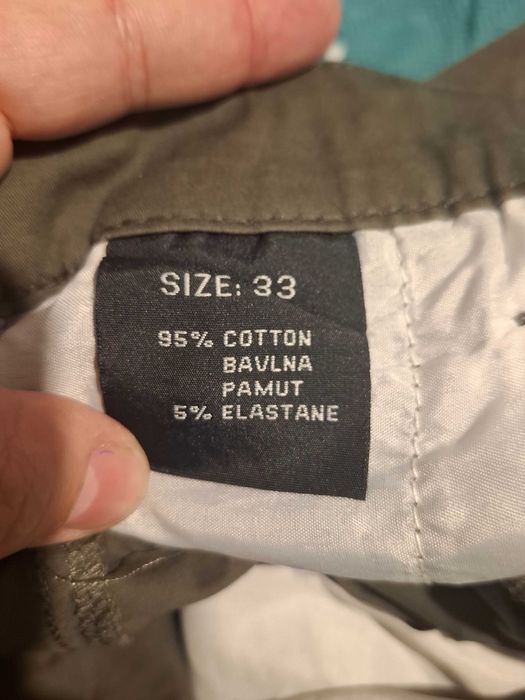 SIZE: 33
95% COTTON
BAVLNA
PAMUT
5% ELASTANE